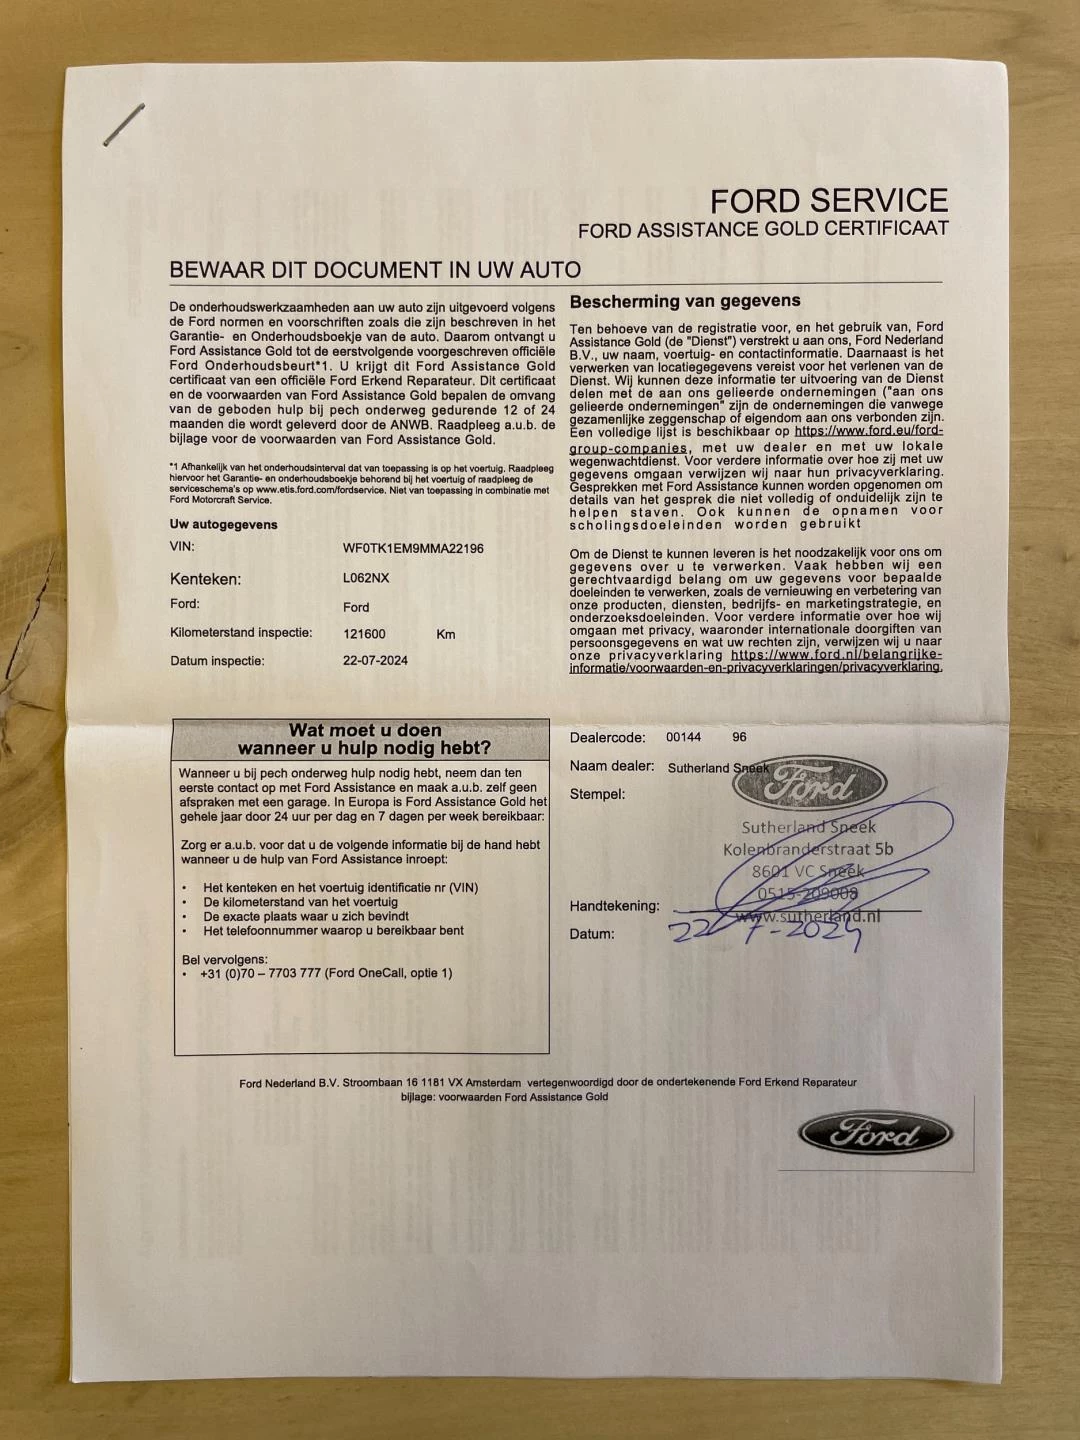 FORD SERVICE
FORD ASSISTANCE GOLD CERTIFICAAT
BEWAAR DIT DOCUMENT IN UW AUTO
De onderhoudswerkzaamheden aan uw auto zijn uitgevoerd volgens
de Ford normen en voorschriften zoals die zijn beschreven in het
Garantie- en Onderhoudsboekje van de auto. Daarom ontvangt u
Ford Assistance Gold tot de eerstvolgende voorgeschreven officiële
Ford Onderhoudsbeurt*1. U krijgt dit Ford Assistance Gold
certificaat van een officiële Ford Erkend Reparateur. Dit certificaat
en de voorwaarden van Ford Assistance Gold bepalen de omvang
van de geboden hulp bij pech onderweg gedurende 12 of 24
maanden die wordt geleverd door de ANWB. Raadpleeg a.u.b. de
bijlage voor de voorwaarden van Ford Assistance Gold.
*1 Afhankelijk van het onderhoudsinterval dat van toepassing is op het voertuig. Raadpleeg
hiervoor het Garantie- en onderhoudsboekje behorend bij het voertuig of raadpleeg de
serviceschema's op www.etis.ford.com/fordservice. Niet van toepassing in combinatie met
Ford Motorcraft Service.
Uw autogegevens
VIN: WF0TK1EM9MMA22196
Kenteken: L062NX
Ford: Ford
Kilometerstand inspectie: 121600 Km
Datum inspectie: 22-07-2024
Bescherming van gegevens
Ten behoeve van de registratie voor, en het gebruik van, Ford
Assistance Gold (de "Dienst") verstrekt u aan ons, Ford Nederland
B.V., uw naam, voertuig- en contactinformatie. Daarnaast is het
verwerken van locatiegegevens vereist voor het verlenen van de
Dienst. Wij kunnen deze informatie ter uitvoering van de Dienst
delen met de aan ons gelieerde ondernemingen ("aan ons
gelieerde ondernemingen" zijn de ondernemingen die vanwege
gezamenlijke zeggenschap of eigendom aan ons verbonden zijn.
Een volledige lijst is beschikbaar op https://www.ford.eu/ford-
group-companies, met uw dealer en met uw lokale
wegenwachtdienst. Voor verdere informatie over hoe zij met uw
gegevens omgaan verwijzen wij naar hun privacyverklaring.
Gesprekken met Ford Assistance kunnen worden opgenomen om
details van het gesprek die niet volledig of onduidelijk zijn te
helpen staven. Ook kunnen de opnamen voor
scholingsdoeleinden worden gebruikt
Om de Dienst te kunnen leveren is het noodzakelijk voor ons om
gegevens over u te verwerken. Vaak hebben wij een
gerechtvaardigd belang om uw gegevens voor bepaalde
doeleinden te verwerken, zoals de vernieuwing en verbetering van
onze producten, diensten, bedrijfs- en marketingstrategie, en
onderzoeksdoeleinden. Voor verdere informatie over hoe wij
omgaan met privacy, waaronder internationale doorgiften van
persoonsgegevens en wat uw rechten zijn, verwijzen wij u naar
onze privacyverklaring https://www.ford.nl/belangrijke-
informatie/voorwaarden-en-privacyverklaringen/privacyverklaring.
Wat moet u doen
wanneer u hulp nodig hebt?
Wanneer u bij pech onderweg hulp nodig hebt, neem dan ten
eerste contact op met Ford Assistance en maak a.u.b. zelf geen
afspraken met een garage. In Europa is Ford Assistance Gold het
gehele jaar door 24 uur per dag en 7 dagen per week bereikbaar:
Zorg er a.u.b. voor dat u de volgende informatie bij de hand hebt
wanneer u de hulp van Ford Assistance inroept:
• Het kenteken en het voertuig identificatie nr (VIN)
• De kilometerstand van het voertuig
• De exacte plaats waar u zich bevindt
• Het telefoonnummer waarop u bereikbaar bent
Bel vervolgens:
• +31 (0)70 – 7703 777 (Ford OneCall, optie 1)
Dealercode: 00144 96
Naam dealer: Sutherland Sneek
Stempel:
Ford
Sutherland Sneek
Kolenbranderstraat 5b
8601 VC Sneek
0515-209008
www.sutherland.nl
Handtekening:
Datum: 22-7-2024
Ford Nederland B.V. Stroombaan 16 1181 VX Amsterdam vertegenwoordigd door de ondertekenende Ford Erkend Reparateur
bijlage: voorwaarden Ford Assistance Gold
Ford